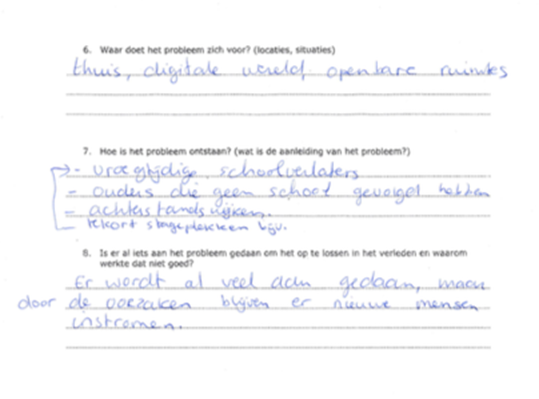 6. Waar doet het probleem zich voor? (locaties, situaties)
thuis, digitale wereld, openbare ruimtes
7. Hoe is het probleem ontstaan? (wat is de aanleiding van het probleem?)
- vroegtijdige schoolverlaters
- ouders die geen school gevolgd hebben
- achterstandswijken.
- tekort stageplekken bijv.
8. Is er al iets aan het probleem gedaan om het op te lossen in het verleden en waarom
werkte dat niet goed?
Er wordt al veel aan gedaan, maar
door de oorzaken blijven er nieuwe mensen
instromen.